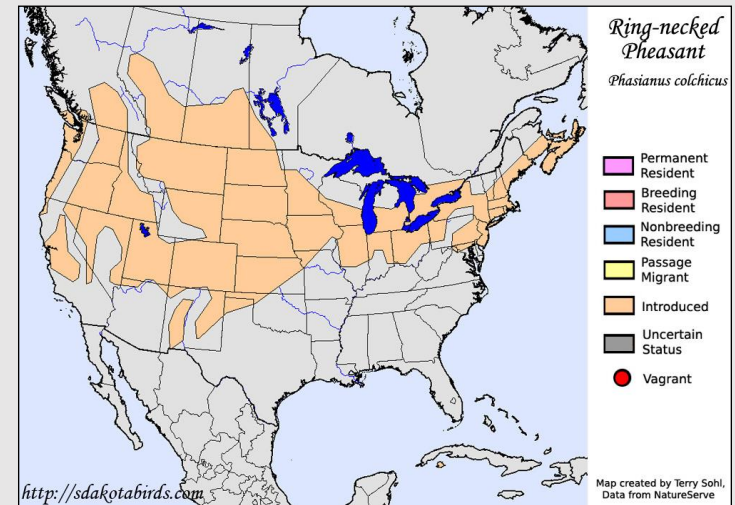 Ring-necked
Pheasant
Phasianus colchicus
Permanent
Resident
Breeding
Resident
Nonbreeding
Resident
Passage
Migrant
Introduced
Uncertain
Status
Vagrant
Map created by Terry Sohl,
Data from NatureServe
http://sdakotabirds.com